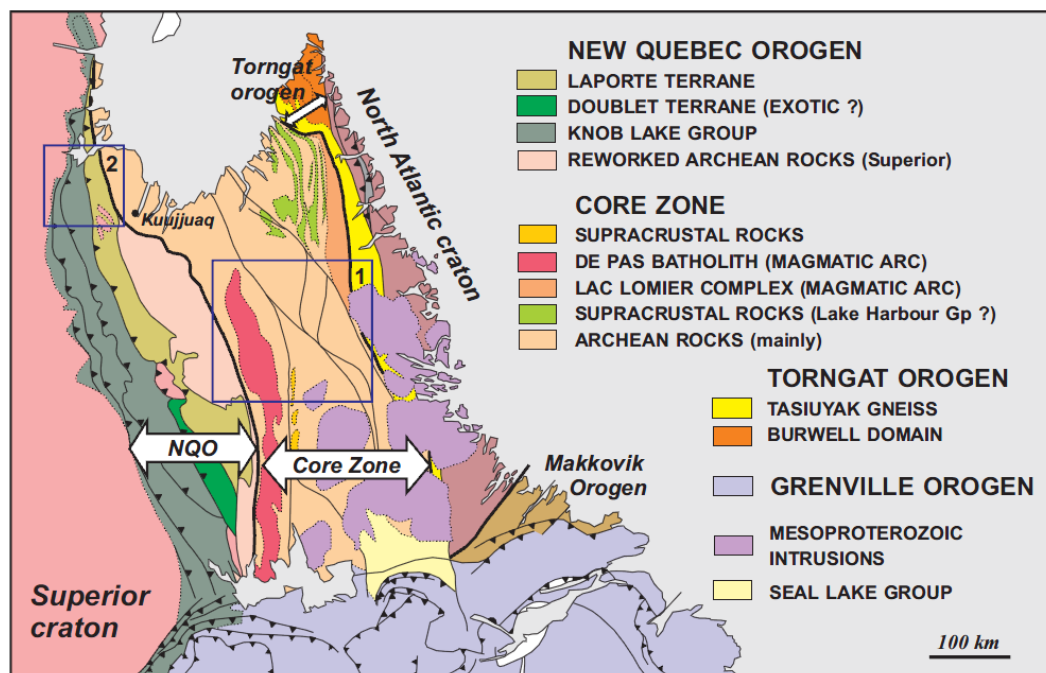 Torngat
orogen
North Atlantic craton
2
Kuujjuaq
1
NQO
Core Zone
Makkovik
Orogen
Superior
craton
NEW QUEBEC OROGEN
LAPORTE TERRANE
DOUBLET TERRANE (EXOTIC ?)
KNOB LAKE GROUP
REWORKED ARCHEAN ROCKS (Superior)
CORE ZONE
SUPRACRUSTAL ROCKS
DE PAS BATHOLITH (MAGMATIC ARC)
LAC LOMIER COMPLEX (MAGMATIC ARC)
SUPRACRUSTAL ROCKS (Lake Harbour Gp ?)
ARCHEAN ROCKS (mainly)
TORNGAT OROGEN
TASIUYAK GNEISS
BURWELL DOMAIN
GRENVILLE OROGEN
MESOPROTEROZOIC
INTRUSIONS
SEAL LAKE GROUP
100 km